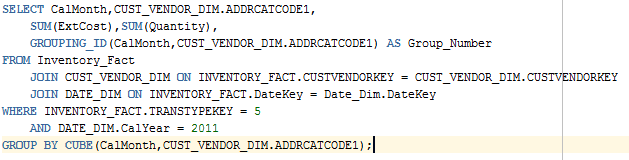 SELECT CalMonth,CUST_VENDOR_DIM.ADDRCATCODE1,
SUM(ExtCost),SUM(Quantity),
GROUPING_ID(CalMonth,CUST_VENDOR_DIM.ADDRCATCODE1) AS Group_Number
FROM Inventory_Fact
JOIN CUST_VENDOR_DIM ON INVENTORY_FACT.CUSTVENDORKEY = CUST_VENDOR_DIM.CUSTVENDORKEY
JOIN DATE_DIM ON INVENTORY_FACT.DateKey = Date_Dim.DateKey
WHERE INVENTORY_FACT.TRANSTYPEKEY = 5
AND DATE_DIM.CalYear = 2011
GROUP BY CUBE(CalMonth,CUST_VENDOR_DIM.ADDRCATCODE1);